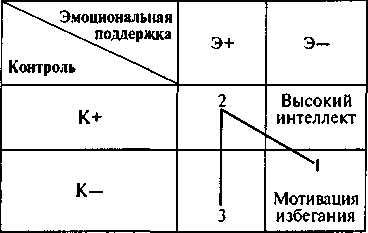 Эмоциональная
поддержка
Контроль
Э+
Э—
К+
2
Высокий
интеллект
1
К—
3
Мотивация
избегания